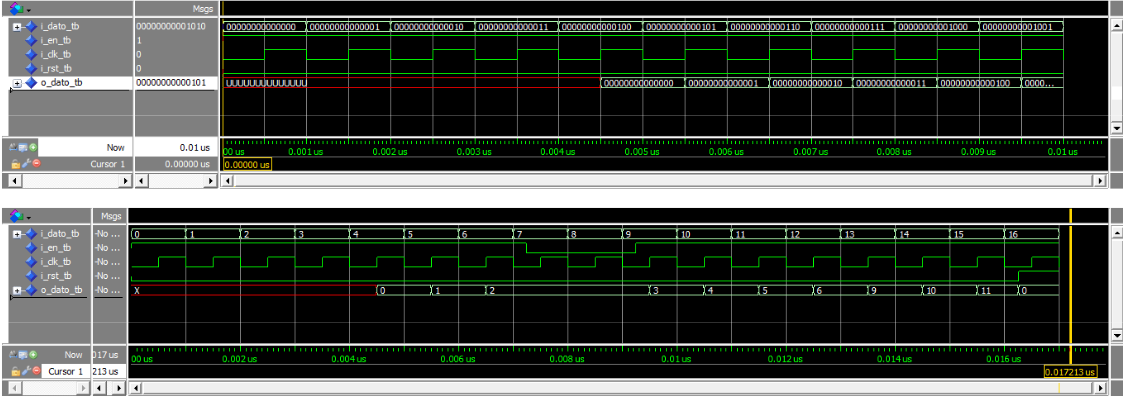 Msgs
i_dato_tb 00000000001010 00000000000000 00000000000001 00000000000010 00000000000011 00000000000100 00000000000101 00000000000110 00000000000111 00000000001000 00000000001001
i_en_tb 1
i_clk_tb 0
i_rst_tb 0
o_dato_tb 00000000000101 UUUUUUUUUUUUUU 00000000000000 00000000000001 00000000000010 00000000000011 00000000000100 0000...
Now 0.01 us 00 us 0.001 us 0.002 us 0.003 us 0.004 us 0.005 us 0.006 us 0.007 us 0.008 us 0.009 us 0.01 us
Cursor 1 0.00000 us 0.00000 us
Msgs
i_dato_tb -No ... 0 1 2 3 4 5 6 7 8 9 10 11 12 13 14 15 16
i_en_tb -No ...
i_clk_tb -No ...
i_rst_tb -No ...
o_dato_tb -No ... X 0 1 2 3 4 5 6 9 10 11 0
Now 017 us 00 us 0.002 us 0.004 us 0.006 us 0.008 us 0.01 us 0.012 us 0.014 us 0.016 us
Cursor 1 213 us 0.017213 us